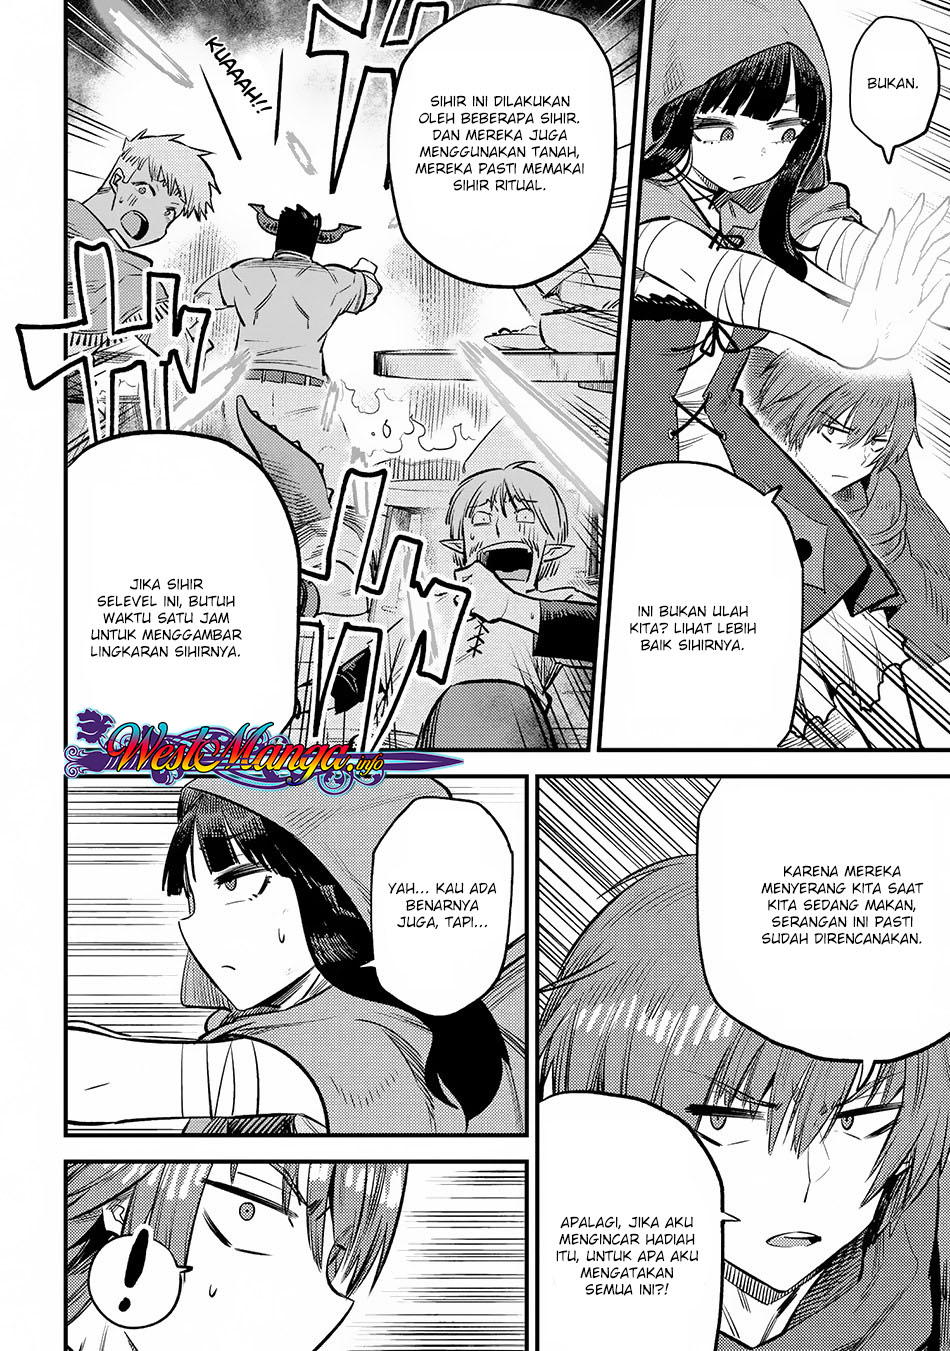 BUKAN.
INI BUKAN ULAH
KITA? LIHAT LEBIH
BAIK SIHIRNYA.
KUAAAH!!
SIHIR INI DILAKUKAN
OLEH BEBERAPA SIHIR.
DAN MEREKA JUGA
MENGGUNAKAN TANAH,
MEREKA PASTI MEMAKAI
SIHIR RITUAL.
JIKA SIHIR
SELEVEL INI, BUTUH
WAKTU SATU JAM
UNTUK MENGGAMBAR
LINGKARAN SIHIRNYA.
WestManga.info
KARENA MEREKA
MENYERANG KITA SAAT
KITA SEDANG MAKAN,
SERANGAN INI PASTI
SUDAH DIRENCANAKAN.
APALAGI, JIKA AKU
MENGINCAR HADIAH
ITU, UNTUK APA AKU
MENGATAKAN
SEMUA INI?!
YAH... KAU ADA
BENARNYA
JUGA, TAPI...
!